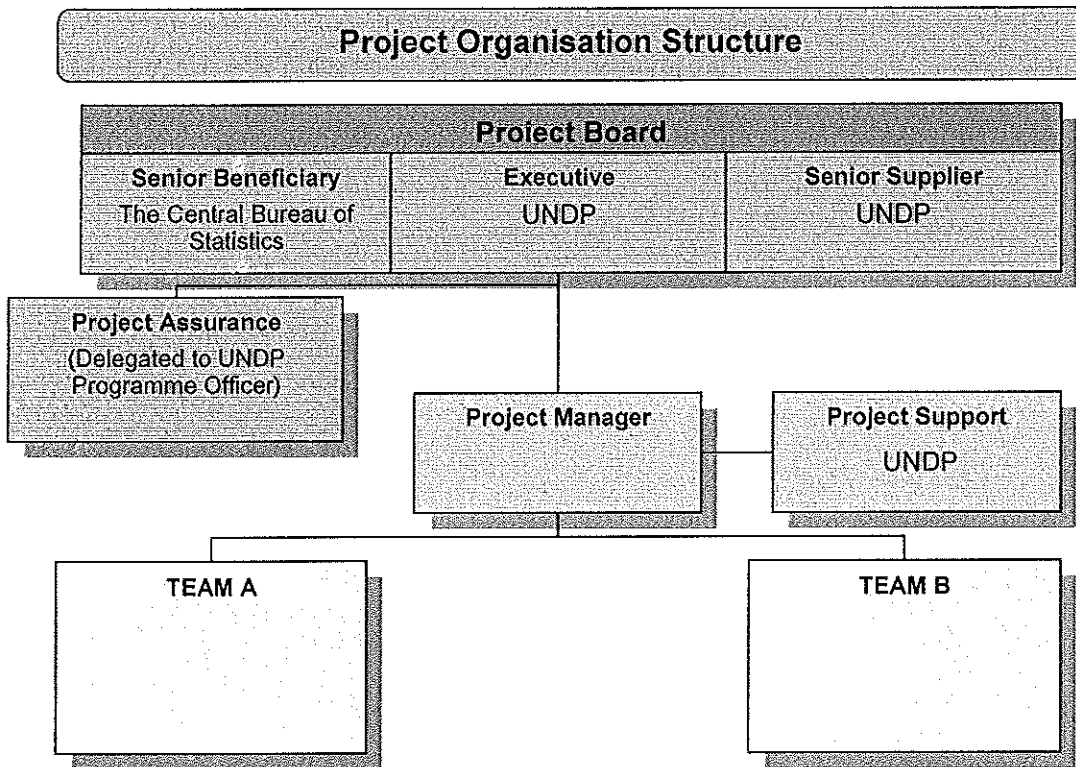 Project Organisation Structure
Project Board
Senior Beneficiary
The Central Bureau of
Statistics
Executive
UNDP
Senior Supplier
UNDP
Project Assurance
(Delegated to UNDP
Programme Officer)
Project Manager
Project Support
UNDP
TEAM A
TEAM B